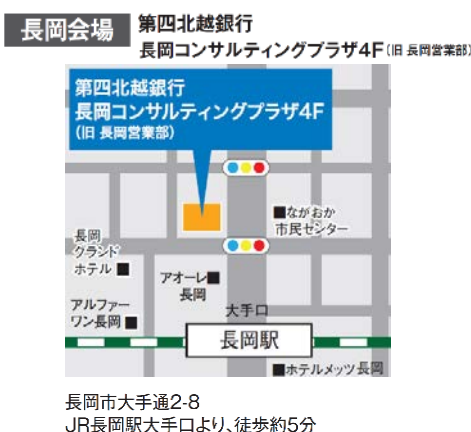 長岡会場
第四北越銀行
長岡コンサルティングプラザ4F(旧 長岡営業部)
第四北越銀行
長岡コンサルティングプラザ4F
(旧 長岡営業部)
■ながおか
市民センター
長岡
グランド
ホテル■
アオーレ■
長岡
アルファー
ワン長岡■
大手口
長岡駅
■ホテルメッツ長岡
長岡市大手通2-8
JR長岡駅大手口より、徒歩約5分